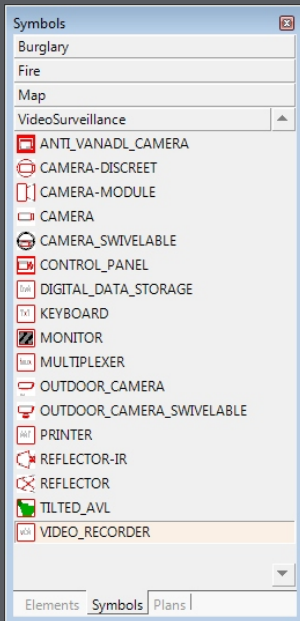 Symbols
Burglary
Fire
Map
VideoSurveillance
ANTI_VANADL_CAMERA
CAMERA-DISCREET
CAMERA-MODULE
CAMERA
CAMERA_SWIVELABLE
CONTROL_PANEL
DIGITAL_DATA_STORAGE
Txt KEYBOARD
MONITOR
MULTIPLEXER
OUTDOOR_CAMERA
OUTDOOR_CAMERA_SWIVELABLE
PRINTER
REFLECTOR-IR
REFLECTOR
TILTED_AVL
VIDEO_RECORDER
Elements Symbols Plans